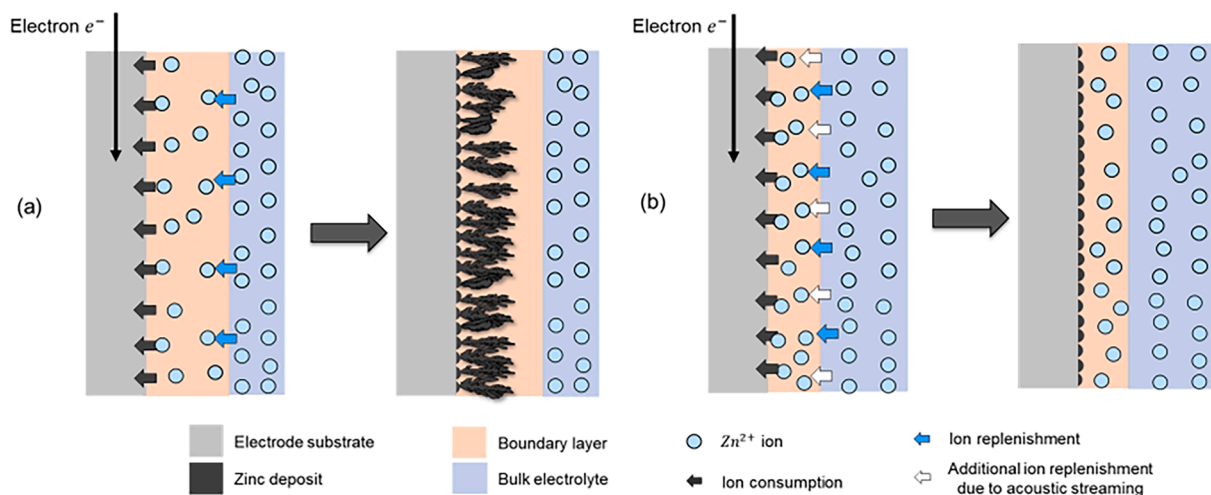 Electron e⁻
(a)
Electron e⁻
(b)
Electrode substrate
Zinc deposit
Boundary layer
Bulk electrolyte
Zn²⁺ ion
Ion consumption
Ion replenishment
Additional ion replenishment
due to acoustic streaming